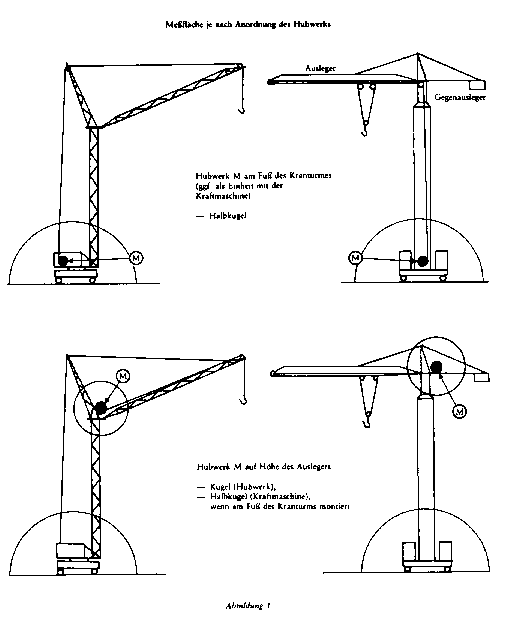 Meßfläche je nach Anordnung des Hubwerks
Ausleger
Gegenausleger
Hubwerk M am Fuß des Kranturmes
(ggf. als Einheit mit der
Kraftmaschine)
— Halbkugel
M
M
M
M
Hubwerk M auf Höhe des Auslegers
— Kugel (Hubwerk),
— Halbkugel (Kraftmaschine),
wenn am Fuß des Kranturms montiert
Abbildung 1